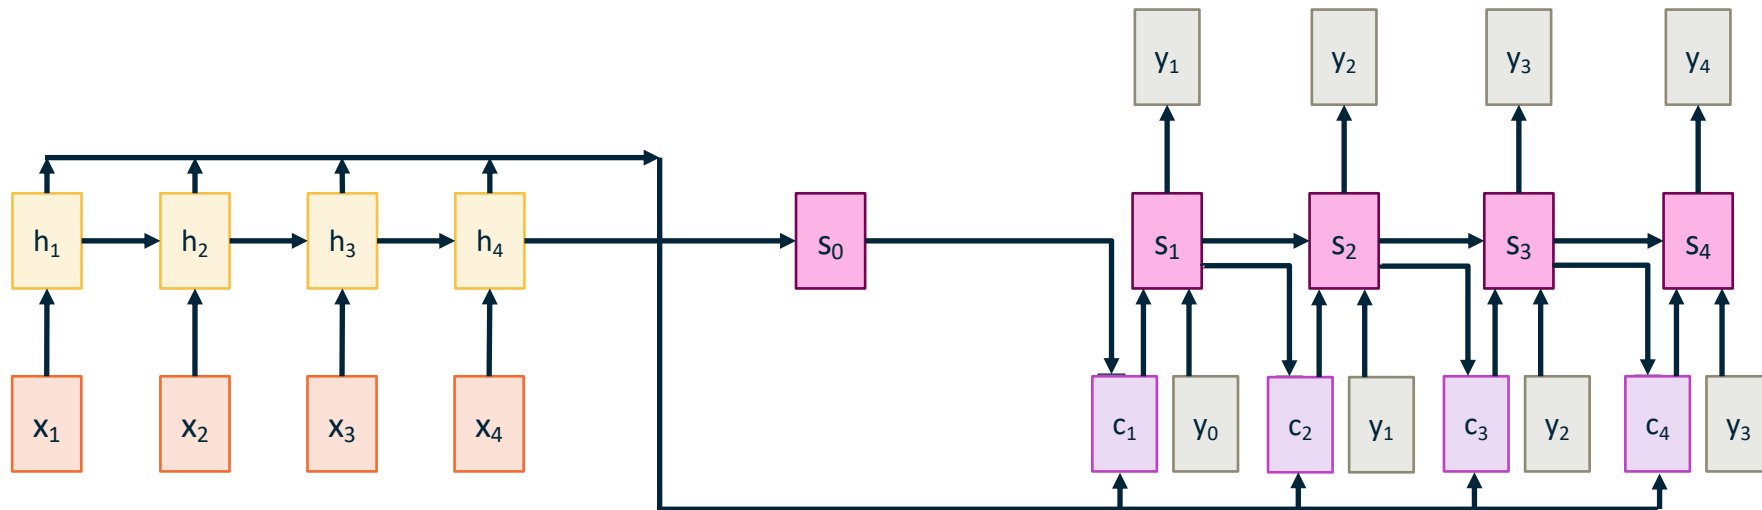 y₁ y₂ y₃ y₄
h₁ h₂ h₃ h₄ s₀ s₁ s₂ s₃ s₄
x₁ x₂ x₃ x₄ c₁ y₀ c₂ y₁ c₃ y₂ c₄ y₃